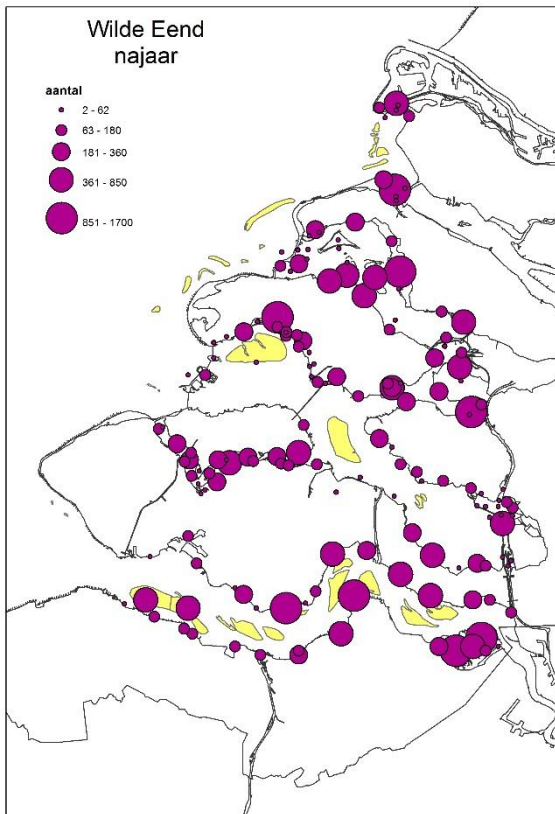 Wilde Eend
najaar
aantal
2 - 62
63 - 180
181 - 360
361 - 850
851 - 1700